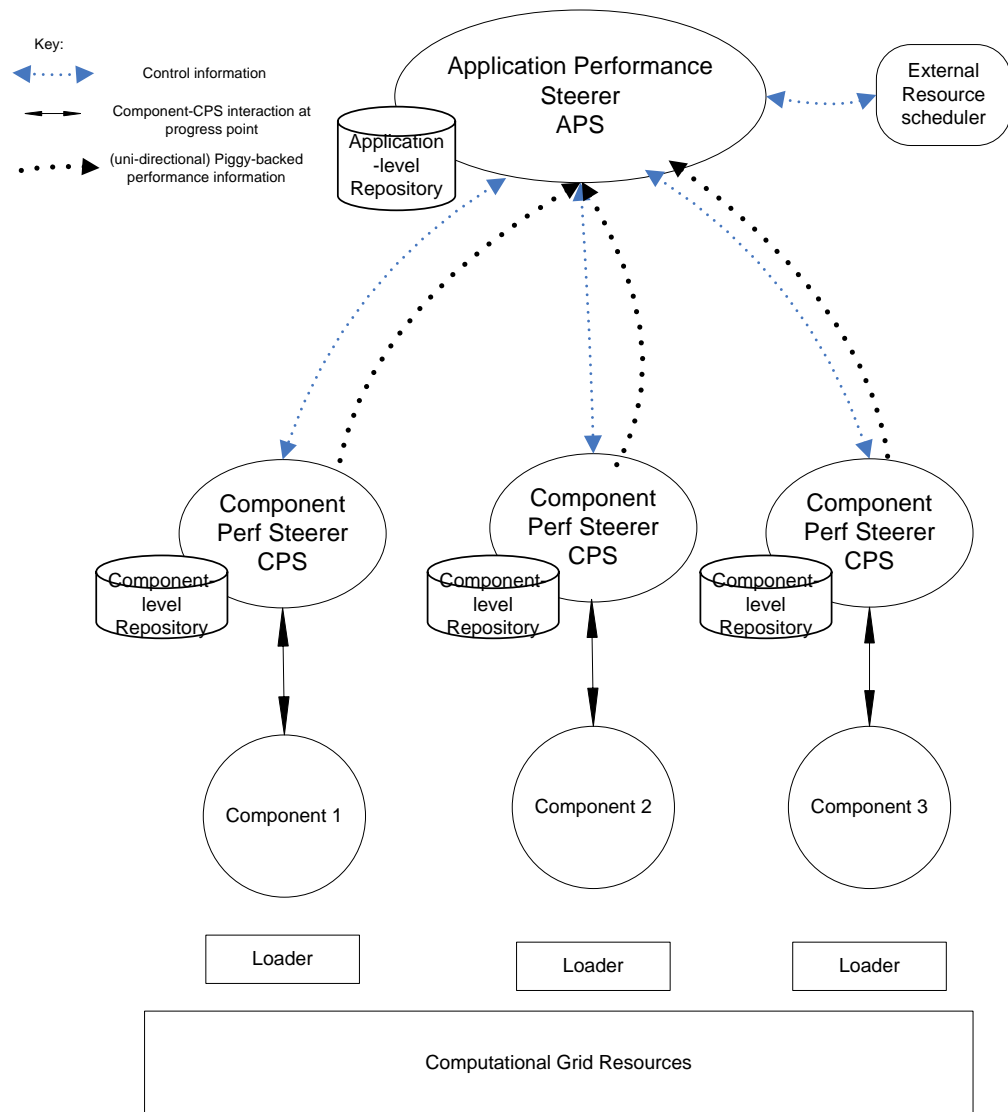 Key:
Control information
Component-CPS interaction at
progress point
(uni-directional) Piggy-backed
performance information
Application Performance
Steerer
APS
Application
-level
Repository
External
Resource
scheduler
Component
Perf Steerer
CPS
Component-
level
Repository
Component
Perf Steerer
CPS
Component-
level
Repository
Component
Perf Steerer
CPS
Component-
level
Repository
Component 1
Component 2
Component 3
Loader
Loader
Loader
Computational Grid Resources